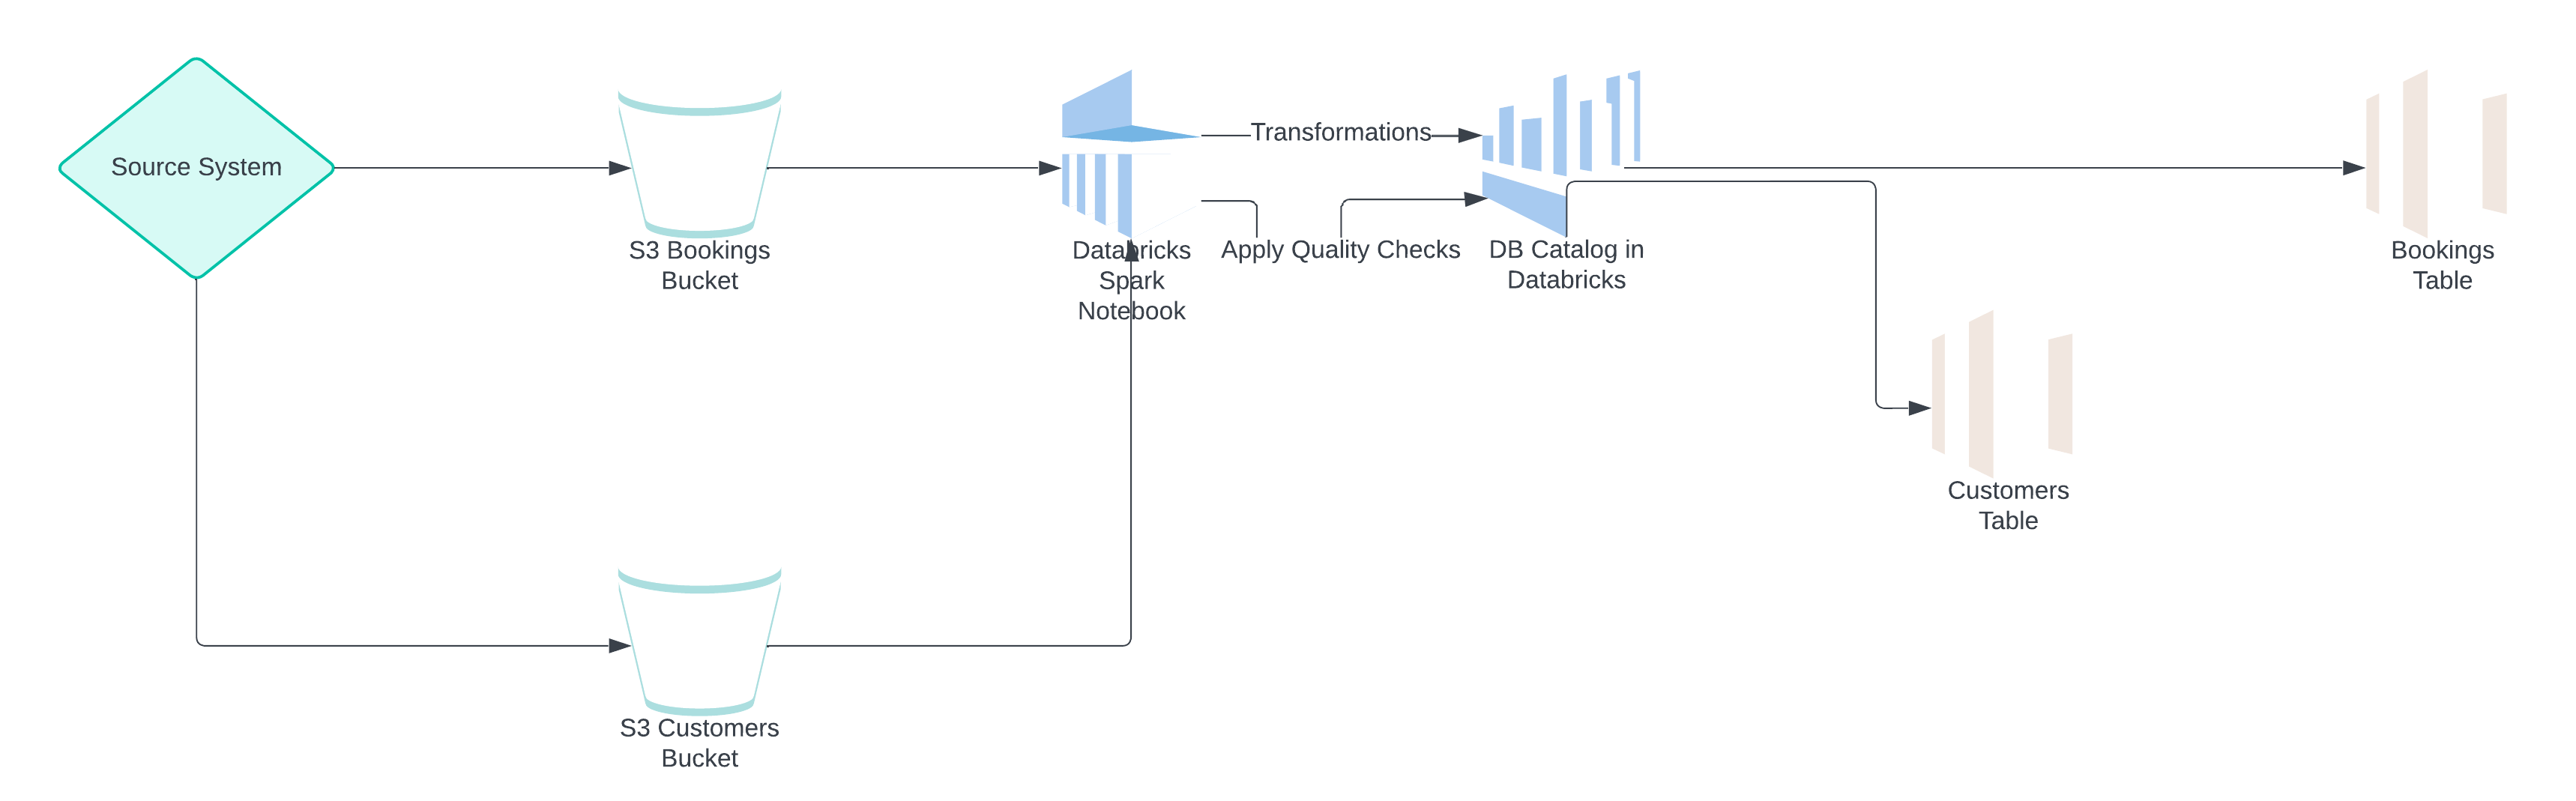 Source System
S3 Bookings
Bucket
Databricks
Spark
Notebook
Transformations
Apply Quality Checks
DB Catalog in
Databricks
Bookings
Table
Customers
Table
S3 Customers
Bucket